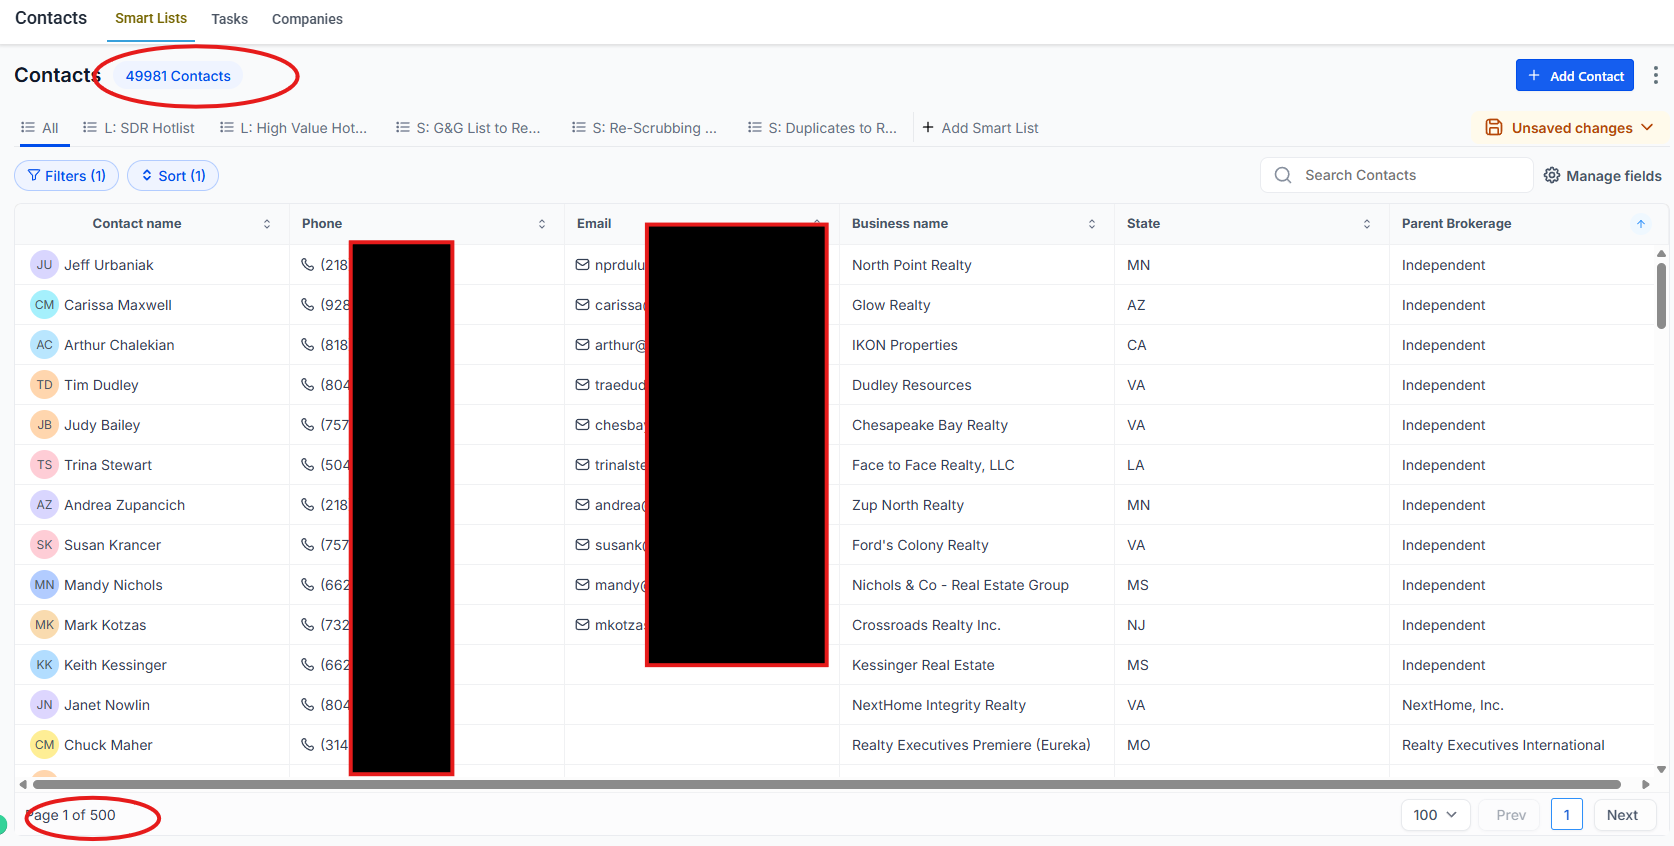 Contacts Smart Lists Tasks Companies
Contacts 49981 Contacts + Add Contact
All L: SDR Hotlist L: High Value Hot... S: G&G List to Re... S: Re-Scrubbing ... S: Duplicates to R... + Add Smart List Unsaved changes
Filters (1) Sort (1) Search Contacts Manage fields
Contact name Phone Email Business name State Parent Brokerage
JU Jeff Urbaniak (218 nprdulu North Point Realty MN Independent
CM Carissa Maxwell (928 carissa@ Glow Realty AZ Independent
AC Arthur Chalekian (818 arthur@ IKON Properties CA Independent
TD Tim Dudley (804 traedud Dudley Resources VA Independent
JB Judy Bailey (757 chesbay Chesapeake Bay Realty VA Independent
TS Trina Stewart (504 trinalste Face to Face Realty, LLC LA Independent
AZ Andrea Zupancich (218 andrea@ Zup North Realty MN Independent
SK Susan Krancer (757 susank@ Ford's Colony Realty VA Independent
MN Mandy Nichols (662 mandy@ Nichols & Co - Real Estate Group MS Independent
MK Mark Kotzas (732 mkotzas Crossroads Realty Inc. NJ Independent
KK Keith Kessinger (662 Kessinger Real Estate MS Independent
JN Janet Nowlin (804 NextHome Integrity Realty VA NextHome, Inc.
CM Chuck Maher (314 Realty Executives Premiere (Eureka) MO Realty Executives International
Page 1 of 500 100 Prev 1 Next